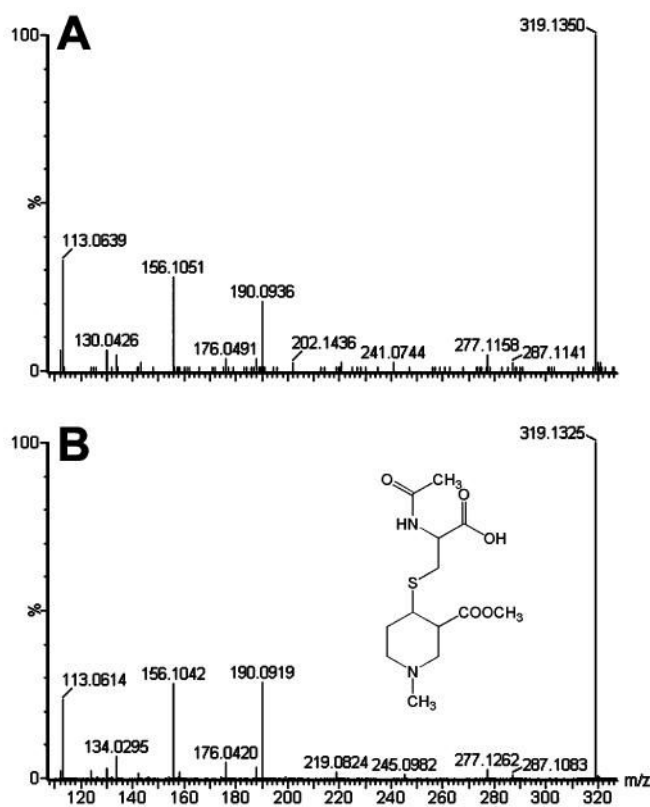 A
100
319.1350
%
113.0639
156.1051
190.0936
130.0426
176.0491
202.1436
241.0744
277.1158
287.1141
0
B
100
319.1325
O
CH3
O
HN
OH
S
COOCH3
N
CH3
%
113.0614
156.1042
190.0919
134.0295
176.0420
219.0824
245.0982
277.1262
287.1083
0
m/z
120 140 160 180 200 220 240 260 280 300 320